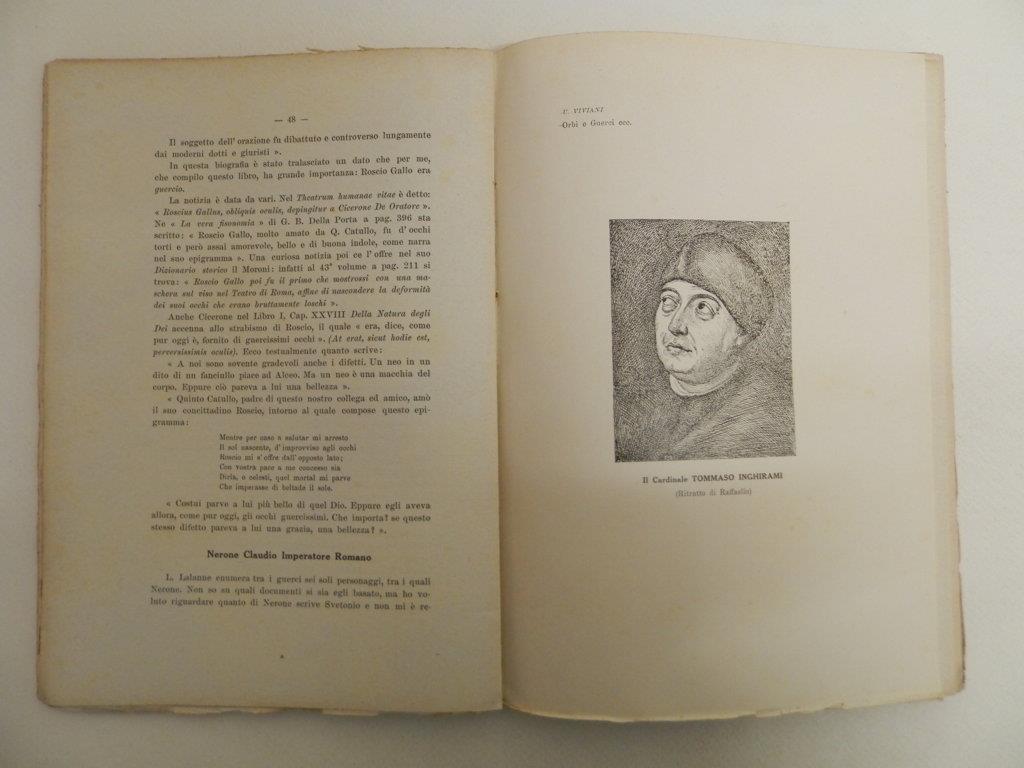 — 48 —
Il soggetto dell' orazione fu dibattuto e controverso lungamente
dai moderni dotti e giuristi ».
In questa biografia è stato tralasciato un dato che per me,
che compilo questo libro, ha grande importanza: Roscio Gallo era
guercio.
La notizia è data da vari. Nel Theatrum humanae vitae è detto:
« Roscius Gallus, obliquis oculis, depingitur a Cicerone De Oratore ».
Ne « La vera fisonomia » di G. B. Della Porta a pag. 396 sta
scritto: « Roscio Gallo, molto amato da Q. Catullo, fu d' occhi
torti e però assai amorevole, bello e di buona indole, come narra
nel suo epigramma ». Una curiosa notizia poi ce l' offre nel suo
Dizionario storico il Moroni: infatti al 43° volume a pag. 211 si
trova: « Roscio Gallo poi fu il primo che mostrossi con una ma-
schera sul viso nel Teatro di Roma, affine di nascondere la deformità
dei suoi occhi che erano bruttamente loschi ».
Anche Cicerone nel Libro I, Cap. XXVIII Della Natura degli
Dei accenna allo strabismo di Roscio, il quale « era, dice, come
pur oggi è, fornito di guercissimi occhi ». (At erat, sicut hodie est,
perversissimis oculis). Ecco testualmente quanto scrive:
« A noi sono sovente gradevoli anche i difetti. Un neo in un
dito di un fanciullo piace ad Alceo. Ma un neo è una macchia del
corpo. Eppure ciò pareva a lui una bellezza ».
« Quinto Catullo, padre di questo nostro collega ed amico, amò
il suo concittadino Roscio, intorno al quale compose questo epi-
gramma:
Mentre per caso a salutar mi arresto
Il sol nascente, d' improvviso agli occhi
Roscio mi s' offre dall' opposto lato;
Con vostra pace a me concesso sia
Dirla, o celesti, quel mortal mi parve
Che imperasse di beltade il sole.
« Costui parve a lui più bello di quel Dio. Eppure egli aveva
allora, come pur oggi, gli occhi guercissimi. Che importa? se questo
stesso difetto pareva a lui una grazia, una bellezza? ».
Nerone Claudio Imperatore Romano
L. Lalanne enumera tra i guerci sei soli personaggi, tra i quali
Nerone. Non so su quali documenti si sia egli basato, ma ho vo-
luto riguardare quanto di Nerone scrive Svetonio e non mi è re-
U. VIVIANI
-Orbi e Guerci ecc.
Il Cardinale TOMMASO INGHIRAMI
(Ritratto di Raffaello)